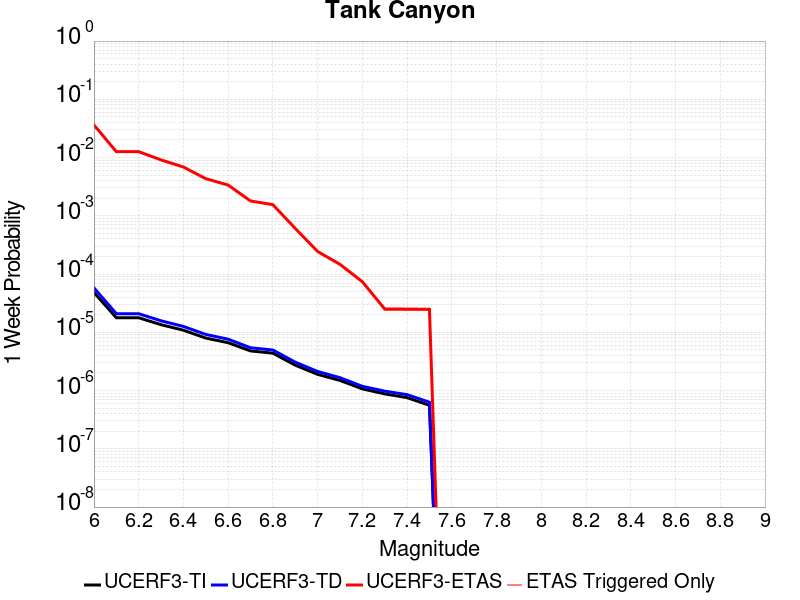 Tank Canyon
10^0
10^-1
10^-2
10^-3
10^-4
10^-5
10^-6
10^-7
10^-8
1 Week Probability
6 6.2 6.4 6.6 6.8 7 7.2 7.4 7.6 7.8 8 8.2 8.4 8.6 8.8 9
Magnitude
UCERF3-TI UCERF3-TD UCERF3-ETAS ETAS Triggered Only